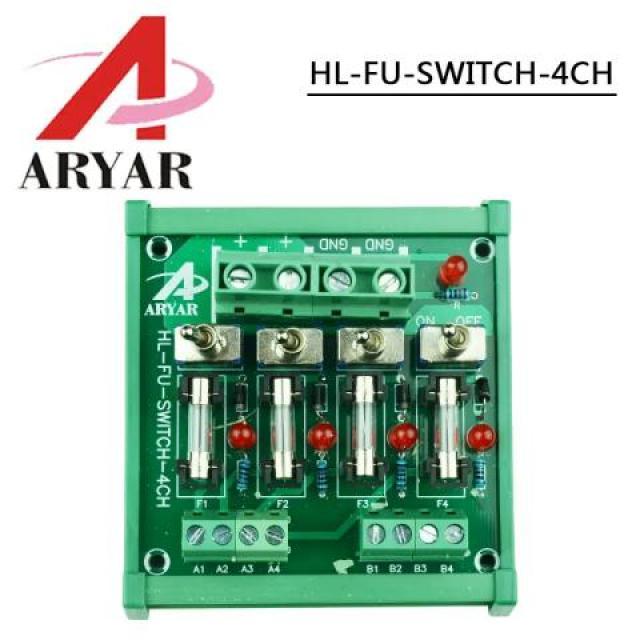 ARYAR
HL-FU-SWITCH-4CH
+ + GND GND
ARYAR
R
ON OFF
HL-FU-SWITCH-4CH
F1 F2 F3 F4
A1 A2 A3 A4
B1 B2 B3 B4